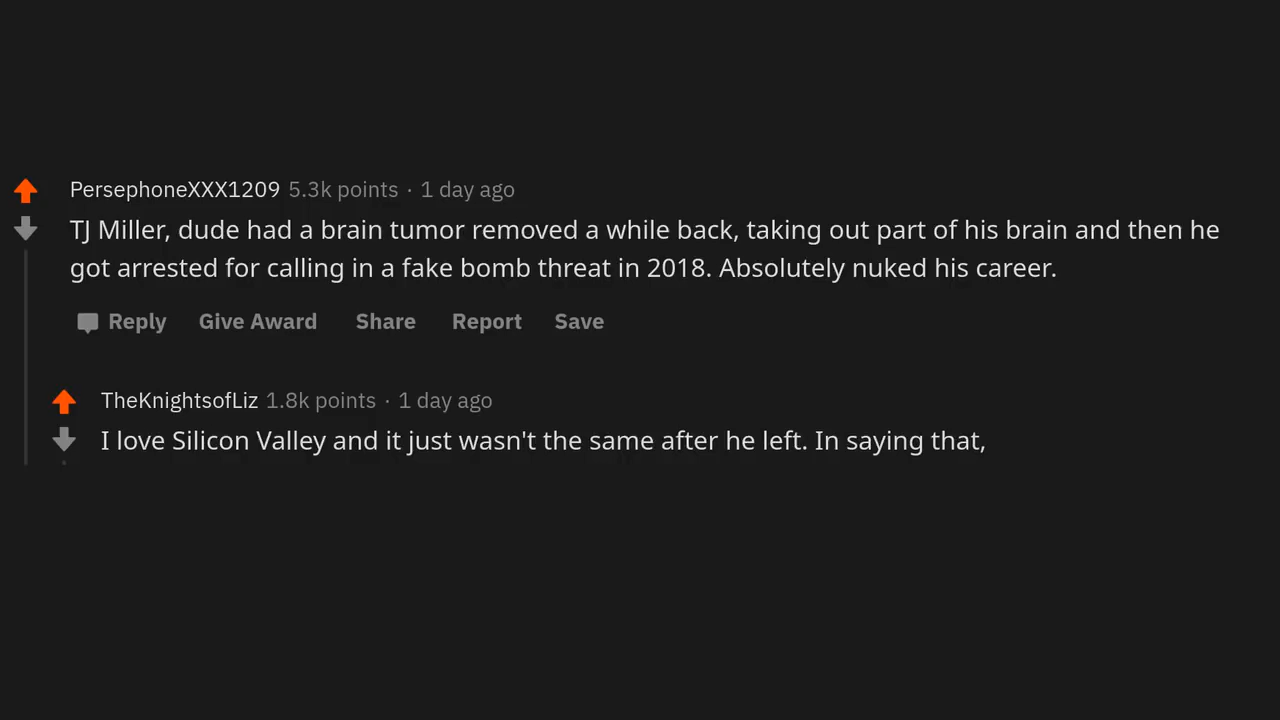 PersephoneXXX1209 5.3k points · 1 day ago
TJ Miller, dude had a brain tumor removed a while back, taking out part of his brain and then he
got arrested for calling in a fake bomb threat in 2018. Absolutely nuked his career.
Reply Give Award Share Report Save
TheKnightsofLiz 1.8k points · 1 day ago
I love Silicon Valley and it just wasn't the same after he left. In saying that,